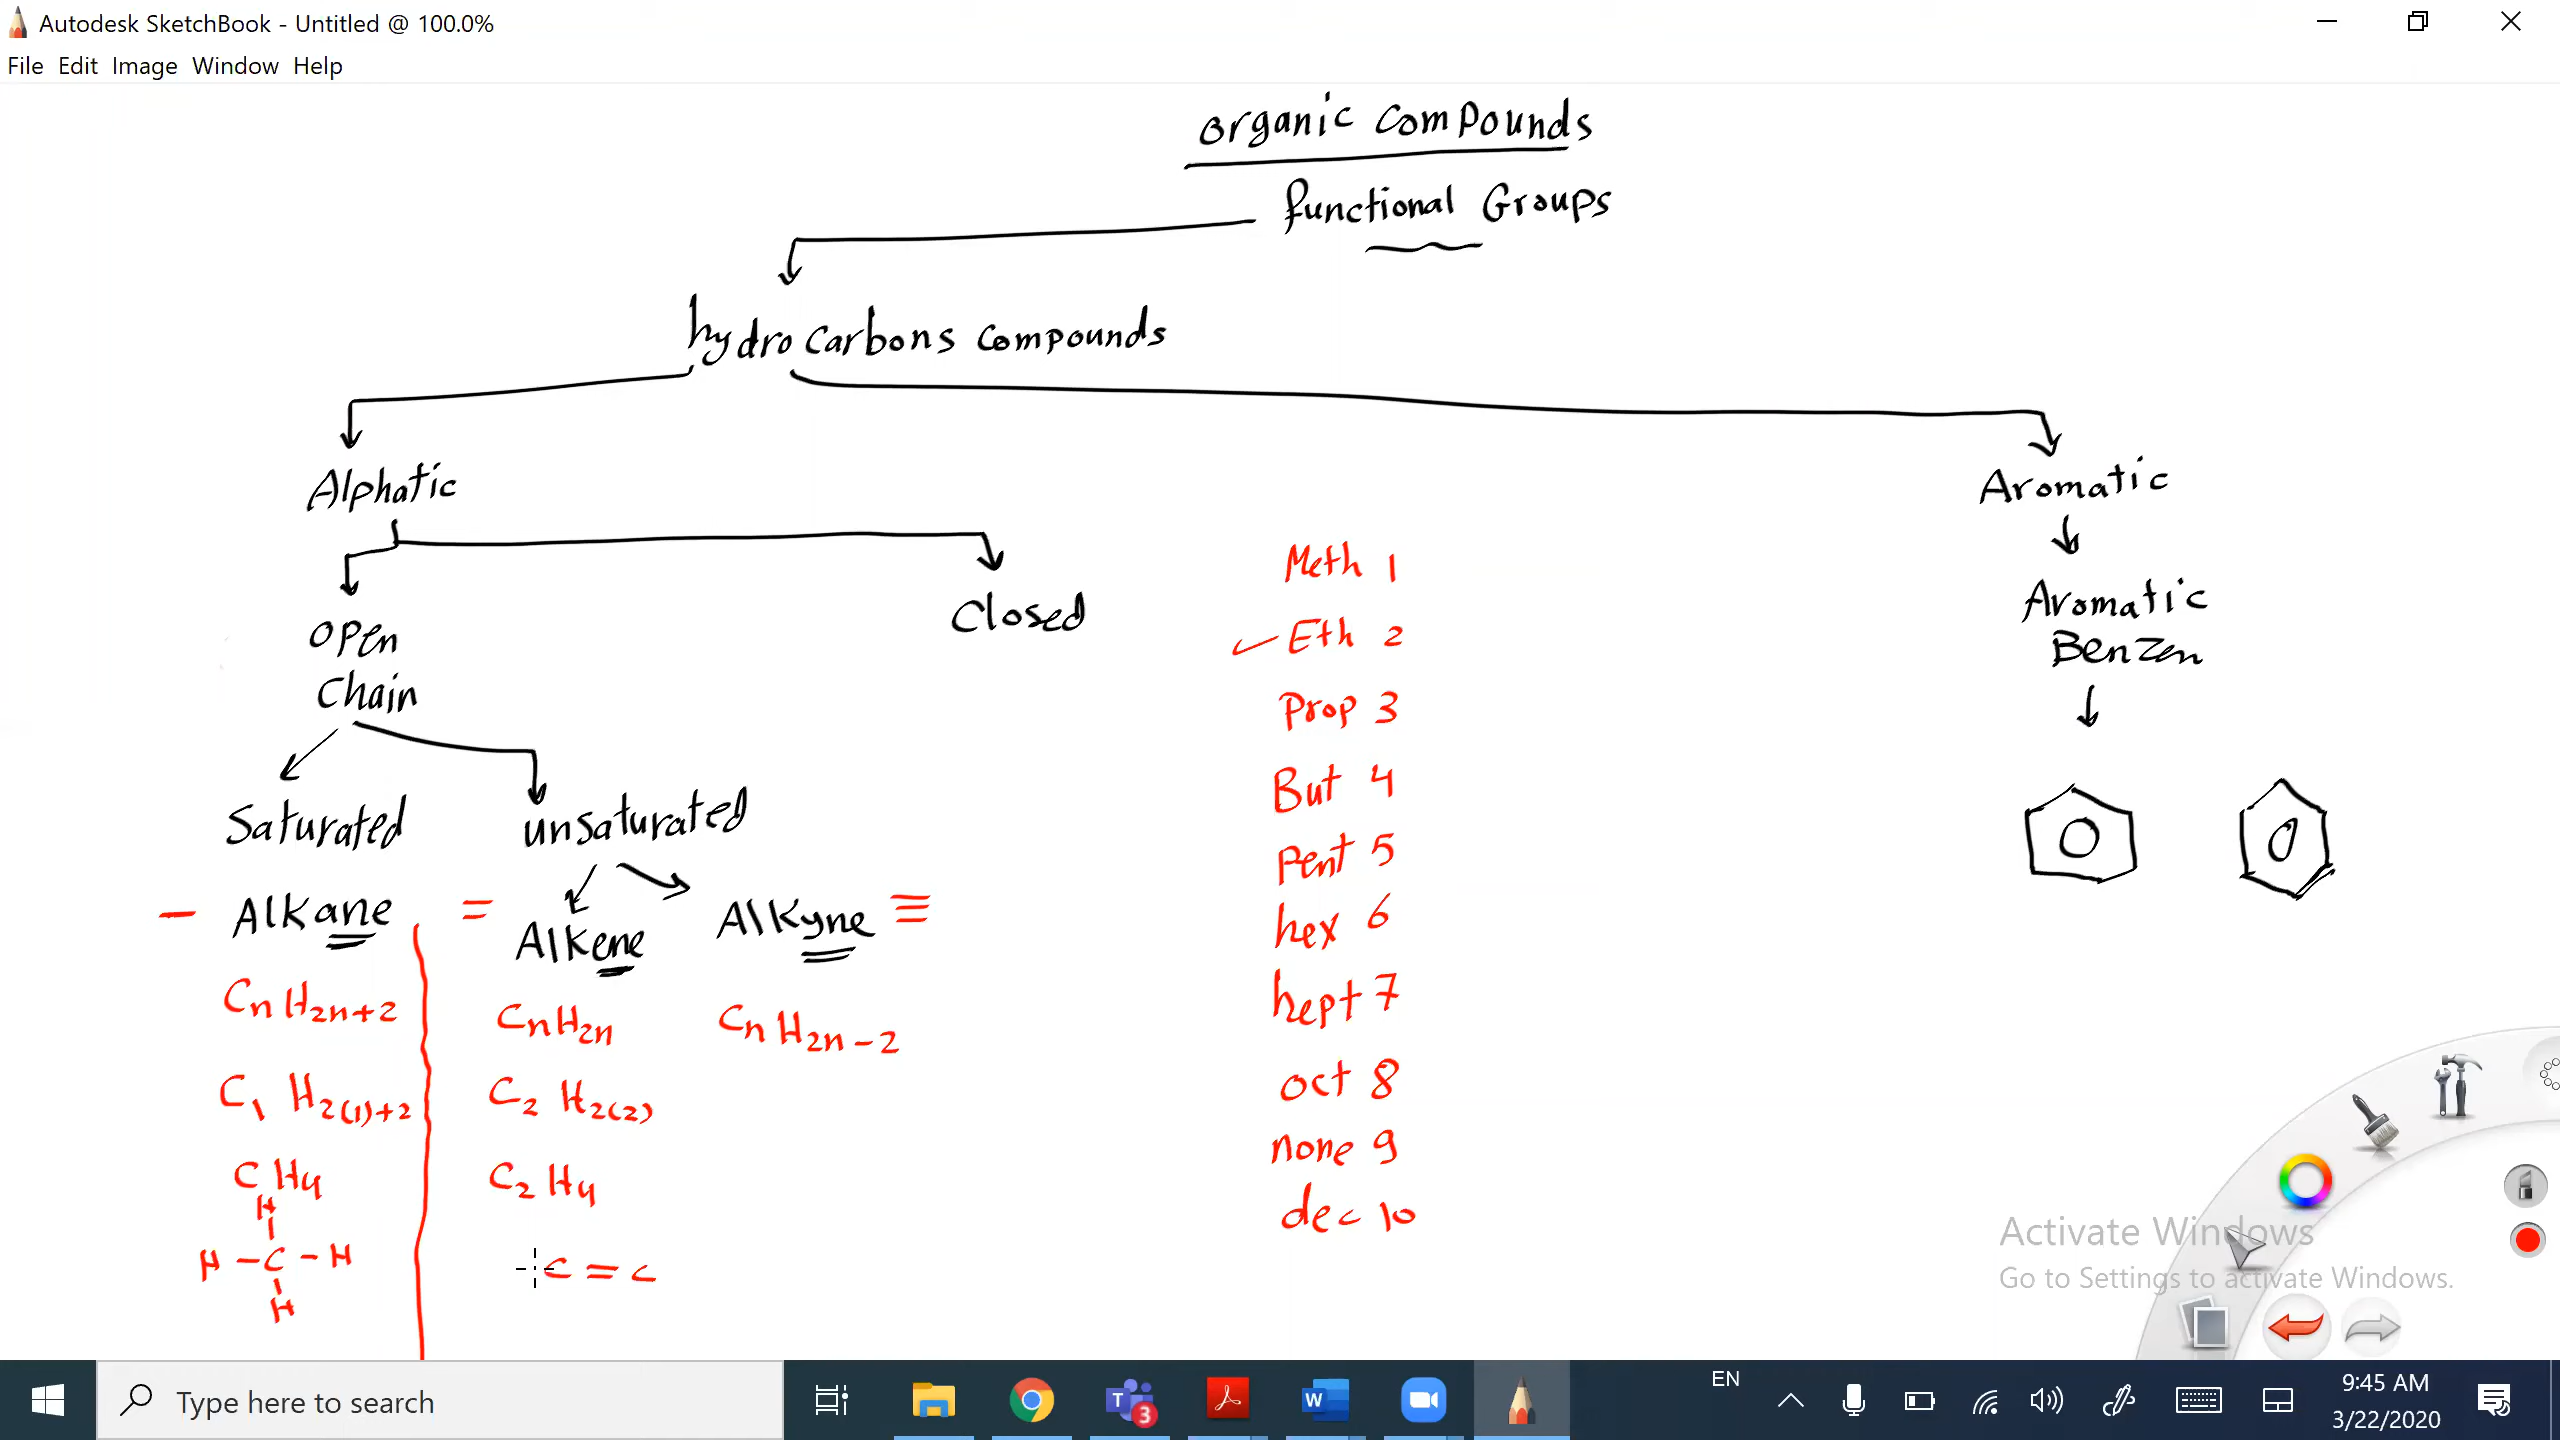 Autodesk SketchBook - Untitled @ 100.0%
File Edit Image Window Help
organic compounds
functional Groups
hydro carbons compounds
Alphatic
Aromatic
open
chain
Closed
Aromatic
Benzen
Saturated
unsaturated
- Alkane
= Alkene
Alkyne ≡
CnH2n+2
CnH2n
CnH2n-2
C1 H2(1)+2
C2 H2(2)
CH4
C2 H4
H
H - C - H
H
- C = C
Meth 1
Eth 2
Prop 3
But 4
Pent 5
hex 6
hept 7
oct 8
none 9
dec 10
Activate Windows
Go to Settings to activate Windows.
Type here to search
3
EN
9:45 AM
3/22/2020